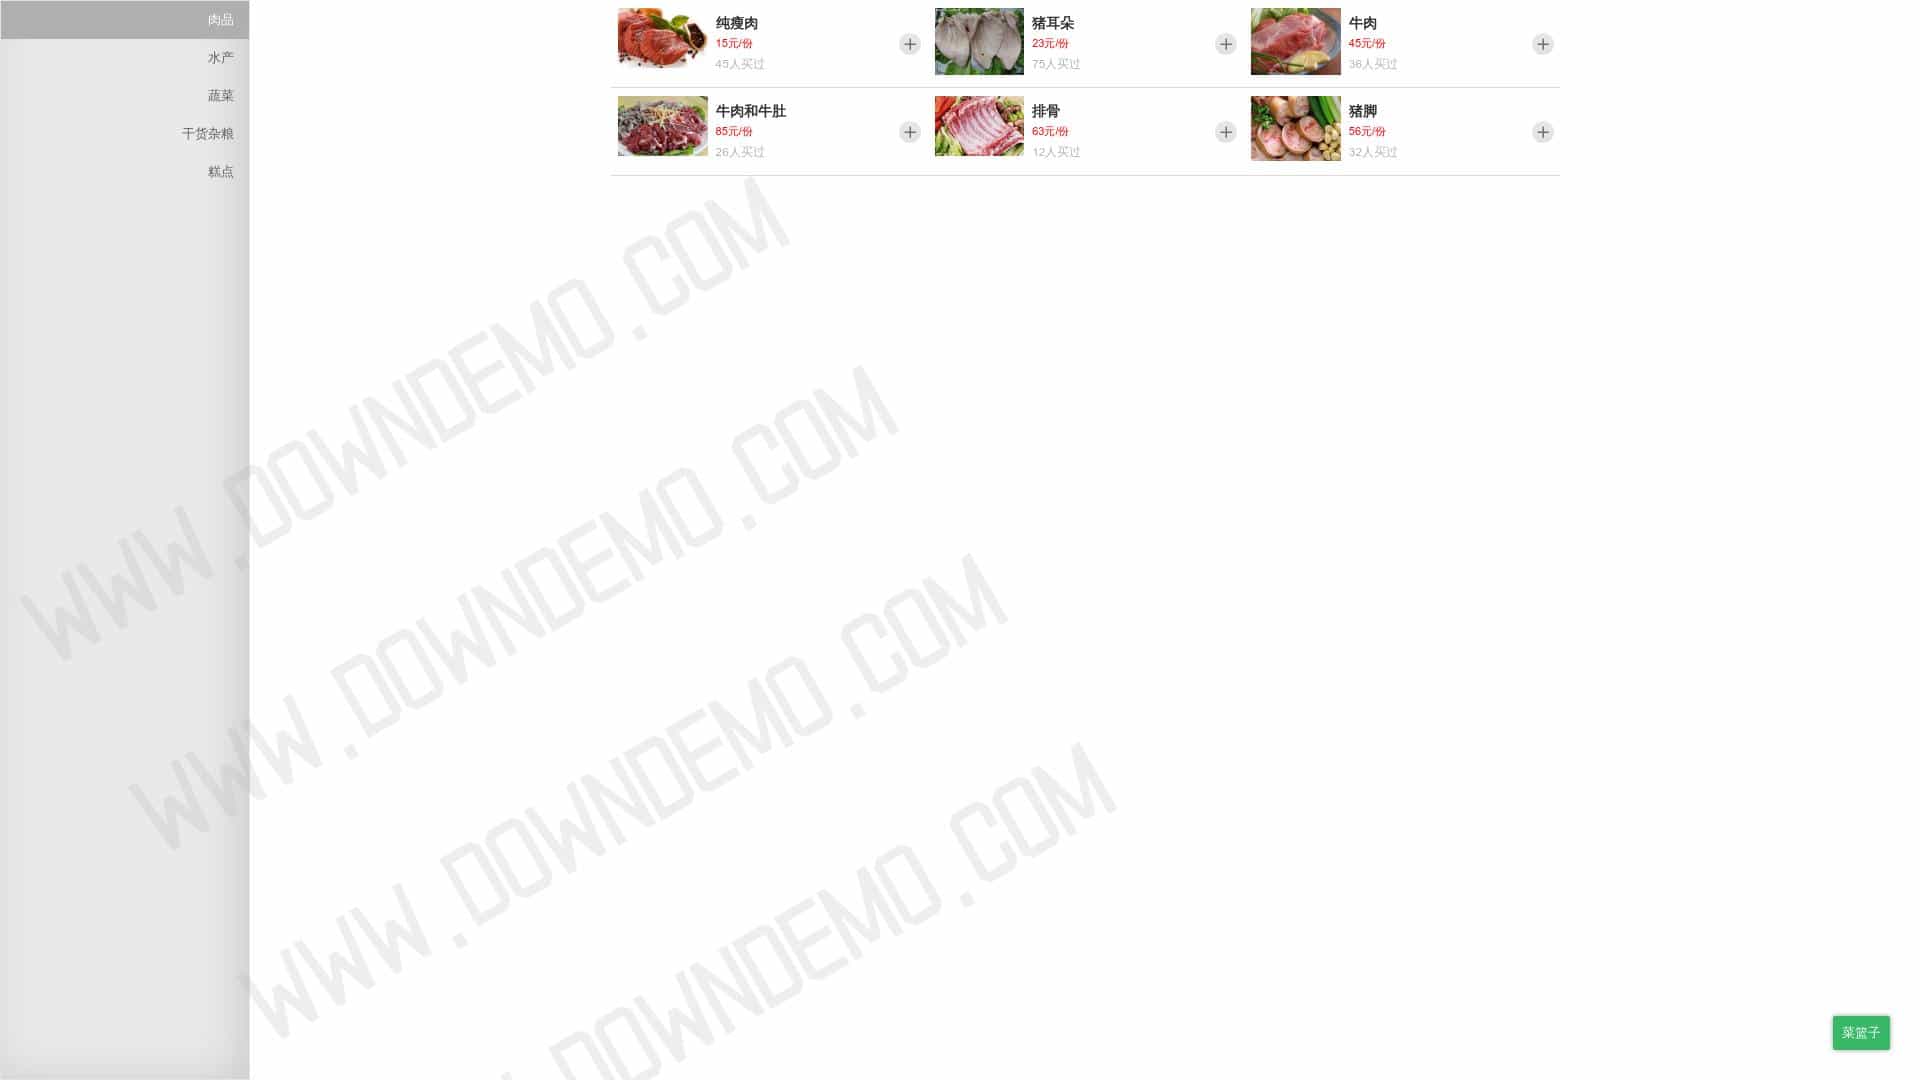 肉品
水产
蔬菜
干货杂粮
糕点
纯瘦肉
15元/份
45人买过
猪耳朵
23元/份
75人买过
牛肉
45元/份
36人买过
牛肉和牛肚
85元/份
26人买过
排骨
63元/份
12人买过
猪脚
56元/份
32人买过
WWW.DOWNDEMO.COM
WWW.DOWNDEMO.COM
WWW.DOWNDEMO.COM
.DOWNDEMO.COM
菜篮子